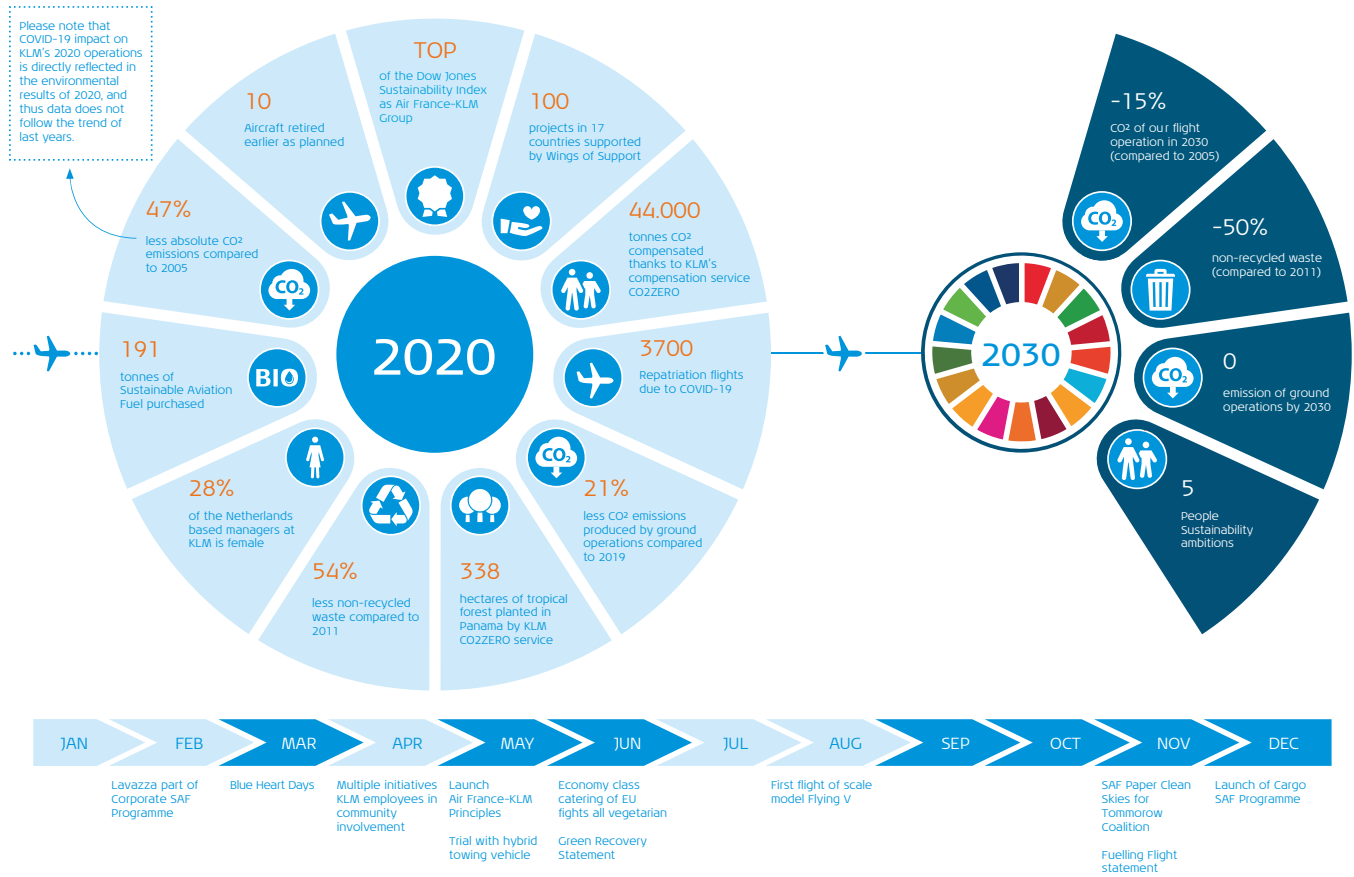 Please note that
COVID-19 impact on
KLM's 2020 operations
is directly reflected in
the environmental
results of 2020, and
thus data does not
follow the trend of
last years.
TOP
of the Dow Jones
Sustainability Index
as Air France-KLM
Group
100
projects in 17
countries supported
by Wings of Support
44.000
tonnes CO²
compensated
thanks to KLM's
compensation service
CO2ZERO
3700
Repatriation flights
due to COVID-19
CO₂
21%
less CO² emissions
produced by ground
operations compared
to 2019
338
hectares of tropical
forest planted in
Panama by KLM
CO2ZERO service
54%
less non-recycled
waste compared to
2011
28%
of the Netherlands
based managers at
KLM is female
191
tonnes of
Sustainable Aviation
Fuel purchased
BIO
47%
less absolute CO²
emissions compared
to 2005
CO₂
10
Aircraft retired
earlier as planned
2020
2030
-15%
CO² of our flight
operation in 2030
(compared to 2005)
CO₂
-50%
non-recycled waste
(compared to 2011)
0
emission of ground
operations by 2030
CO₂
5
People
Sustainability
ambitions
JAN
FEB
MAR
APR
MAY
JUN
JUL
AUG
SEP
OCT
NOV
DEC
Lavazza part of
Corporate SAF
Programme
Blue Heart Days
Multiple initiatives
KLM employees in
community
involvement
Launch
Air France-KLM
Principles
Trial with hybrid
towing vehicle
Economy class
catering of EU
fights all vegetarian
Green Recovery
Statement
First flight of scale
model Flying V
SAF Paper Clean
Skies for
Tommorow
Coalition
Fuelling Flight
statement
Launch of Cargo
SAF Programme